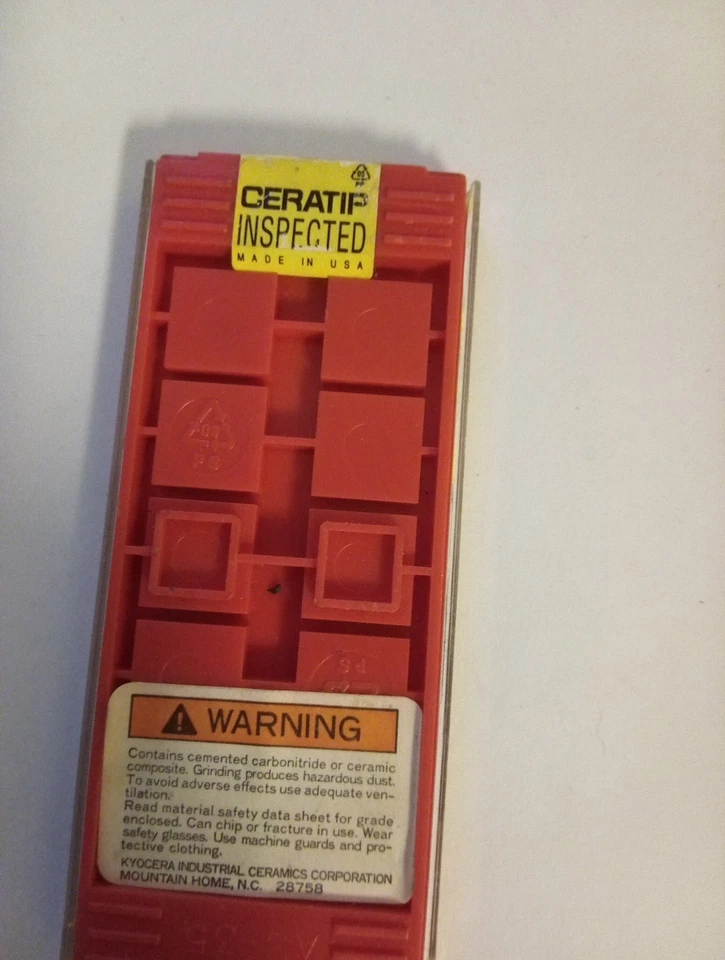 CERATIP
INSPECTED
MADE IN USA
PS
PS
WARNING
Contains cemented carbonitride or ceramic
composite. Grinding produces hazardous dust.
To avoid adverse effects use adequate ven-
tilation.
Read material safety data sheet for grade
enclosed. Can chip or fracture in use. Wear
safety glasses. Use machine guards and pro-
tective clothing.
KYOCERA INDUSTRIAL CERAMICS CORPORATION
MOUNTAIN HOME, N.C. 28758